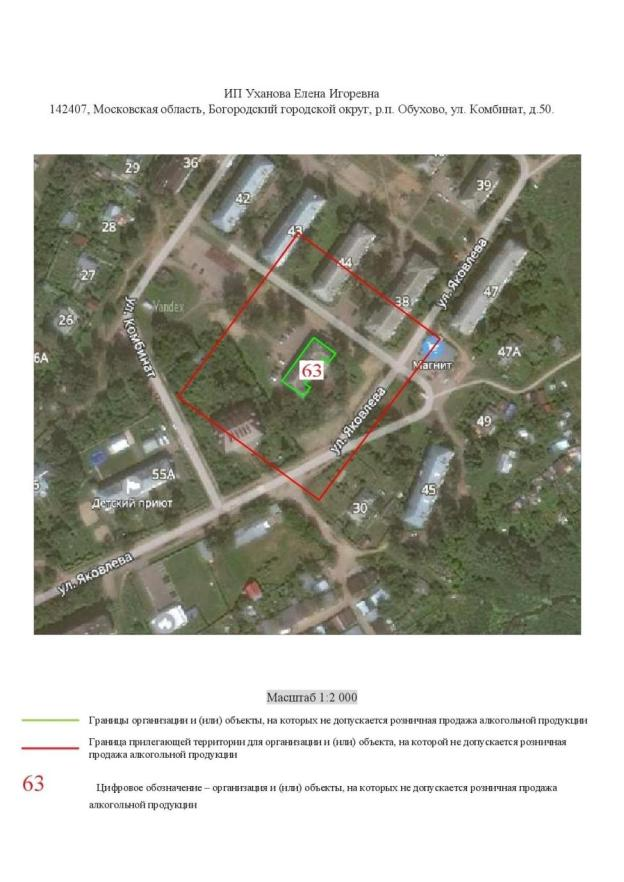 ИП Уханова Елена Игоревна
142407, Московская область, Богородский городской округ, р.п. Обухово, ул. Комбинат, д.50.
29
36
42
39
28
43
44
ул. Яковлева
27
47
ул. Комбинат
Yandex
38
26
6А
47А
63
Магнит
ул. Яковлева
49
55А
45
Детский приют
30
ул. Яковлева
Масштаб 1:2 000
Границы организации и (или) объекты, на которых не допускается розничная продажа алкогольной продукции
Граница прилегающей территории для организации и (или) объекта, на которой не допускается розничная
продажа алкогольной продукции
63
Цифровое обозначение – организация и (или) объекты, на которых не допускается розничная продажа
алкогольной продукции